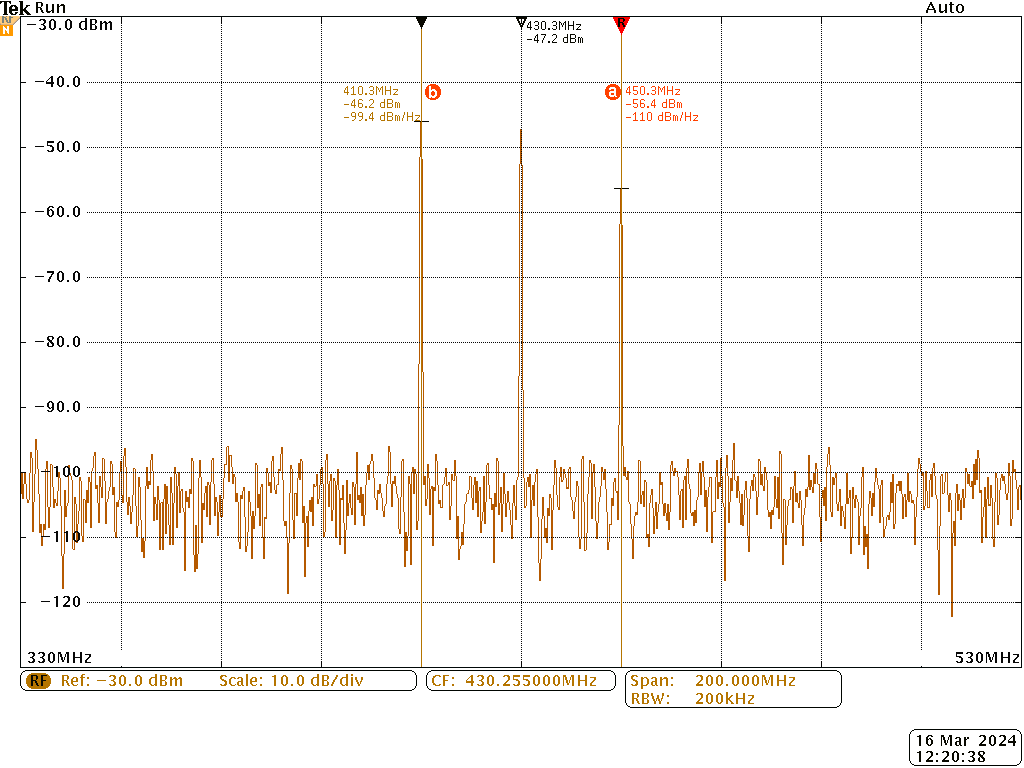 Tek Run
Auto
N
−30.0 dBm
R
430.3MHz
−47.2 dBm
−40.0
410.3MHz
−46.2 dBm
−99.4 dBm/Hz
b
a
450.3MHz
−56.4 dBm
−110 dBm/Hz
−50.0
−60.0
−70.0
−80.0
−90.0
−100
−110
−120
330MHz
530MHz
RF Ref: −30.0 dBm Scale: 10.0 dB/div
CF: 430.255000MHz
Span: 200.000MHz
RBW: 200kHz
16 Mar 2024
12:20:38